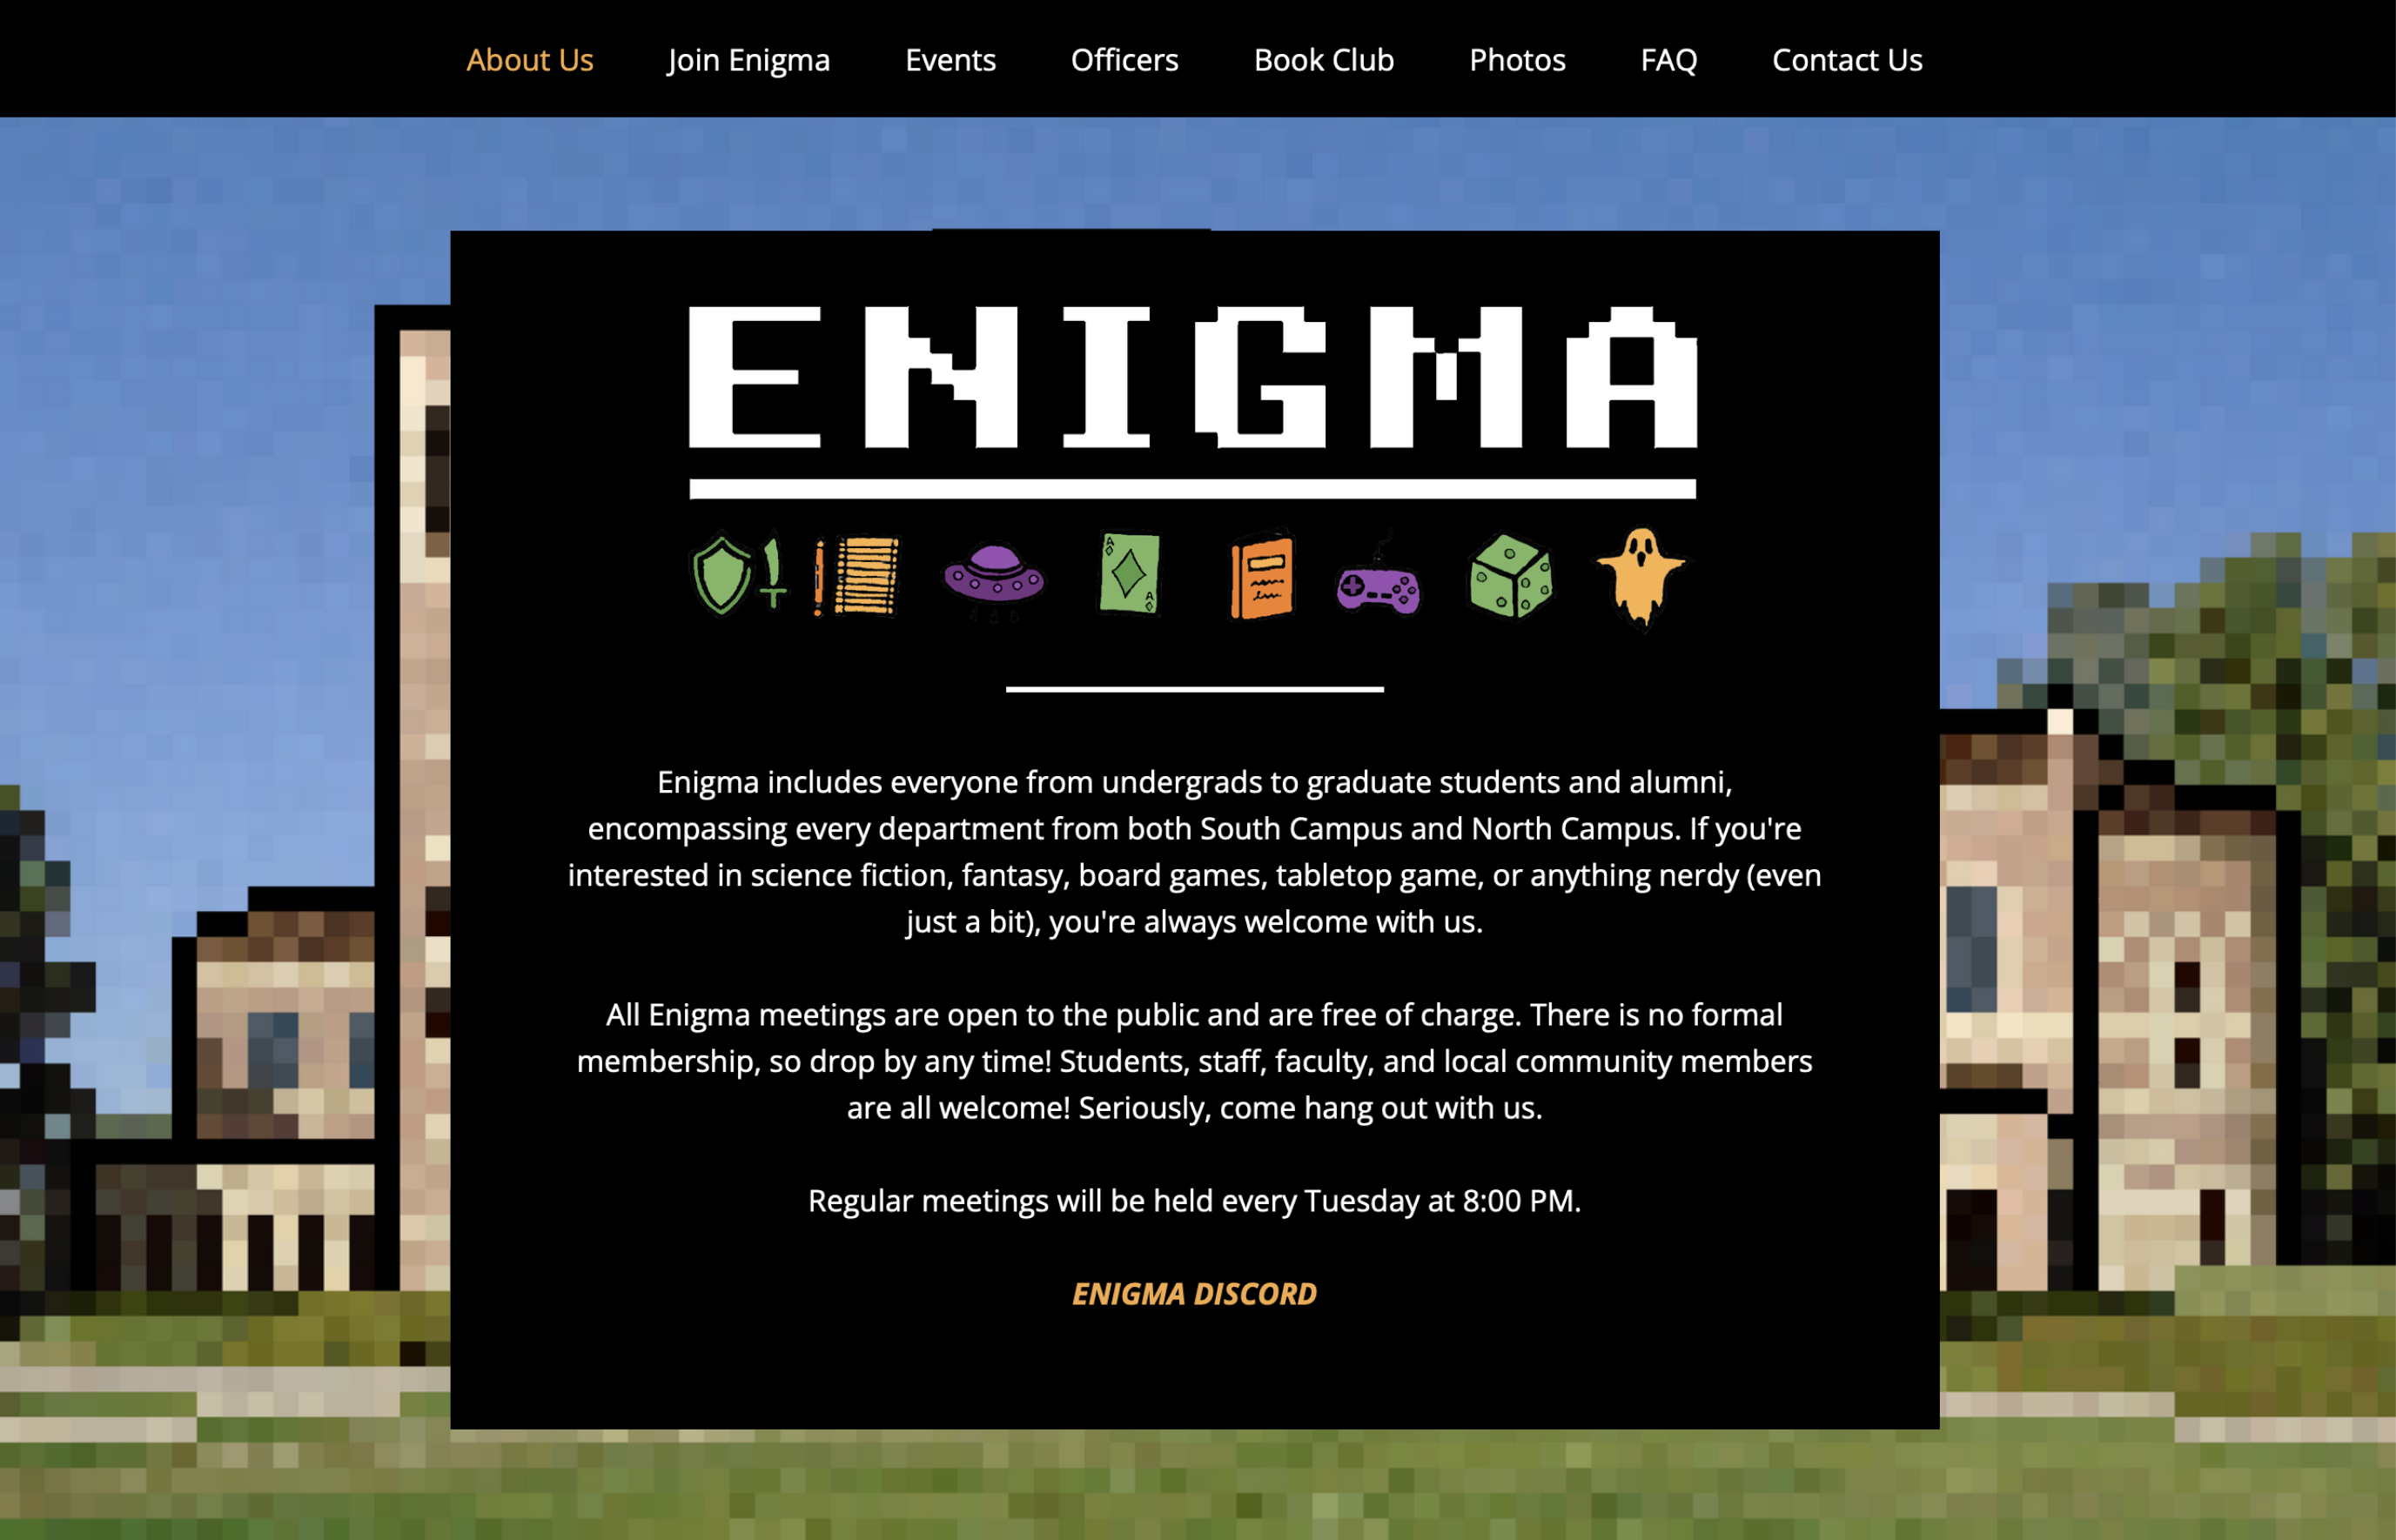 About Us Join Enigma Events Officers Book Club Photos FAQ Contact Us
ENIGMA
A
A
Enigma includes everyone from undergrads to graduate students and alumni,
encompassing every department from both South Campus and North Campus. If you're
interested in science fiction, fantasy, board games, tabletop game, or anything nerdy (even
just a bit), you're always welcome with us.
All Enigma meetings are open to the public and are free of charge. There is no formal
membership, so drop by any time! Students, staff, faculty, and local community members
are all welcome! Seriously, come hang out with us.
Regular meetings will be held every Tuesday at 8:00 PM.
ENIGMA DISCORD